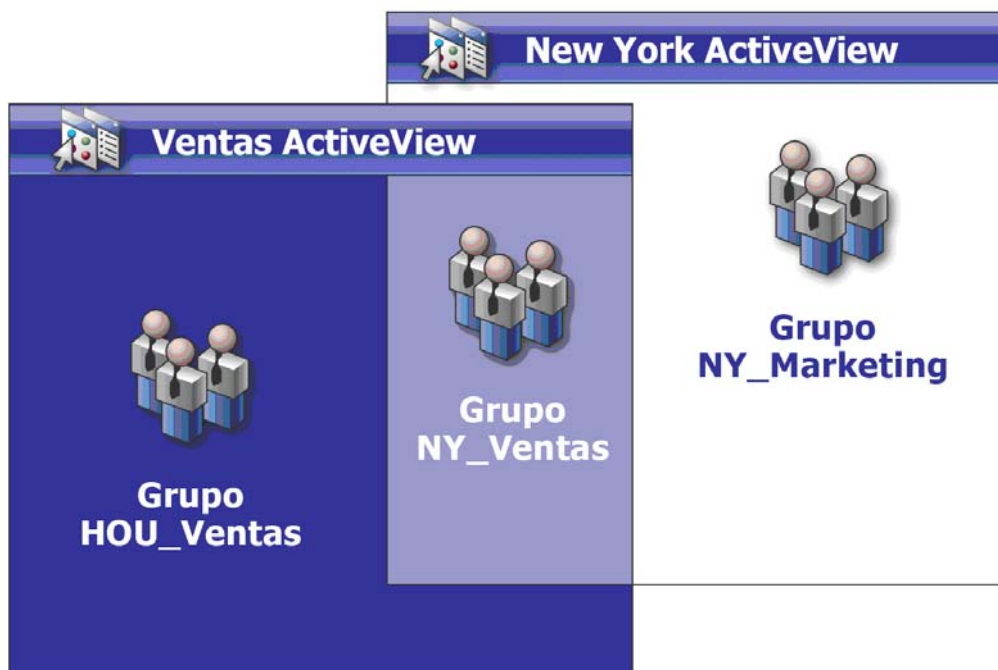 New York ActiveView
Ventas ActiveView
Grupo
HOU_Ventas
Grupo
NY_Ventas
Grupo
NY_Marketing